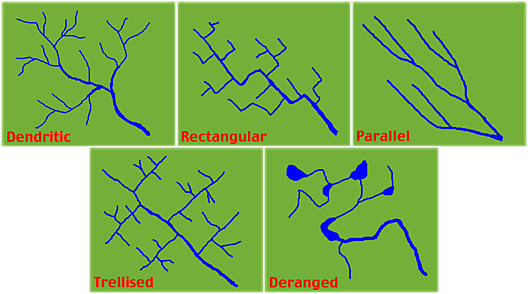 Dendritic
Rectangular
Parallel
Trellised
Deranged